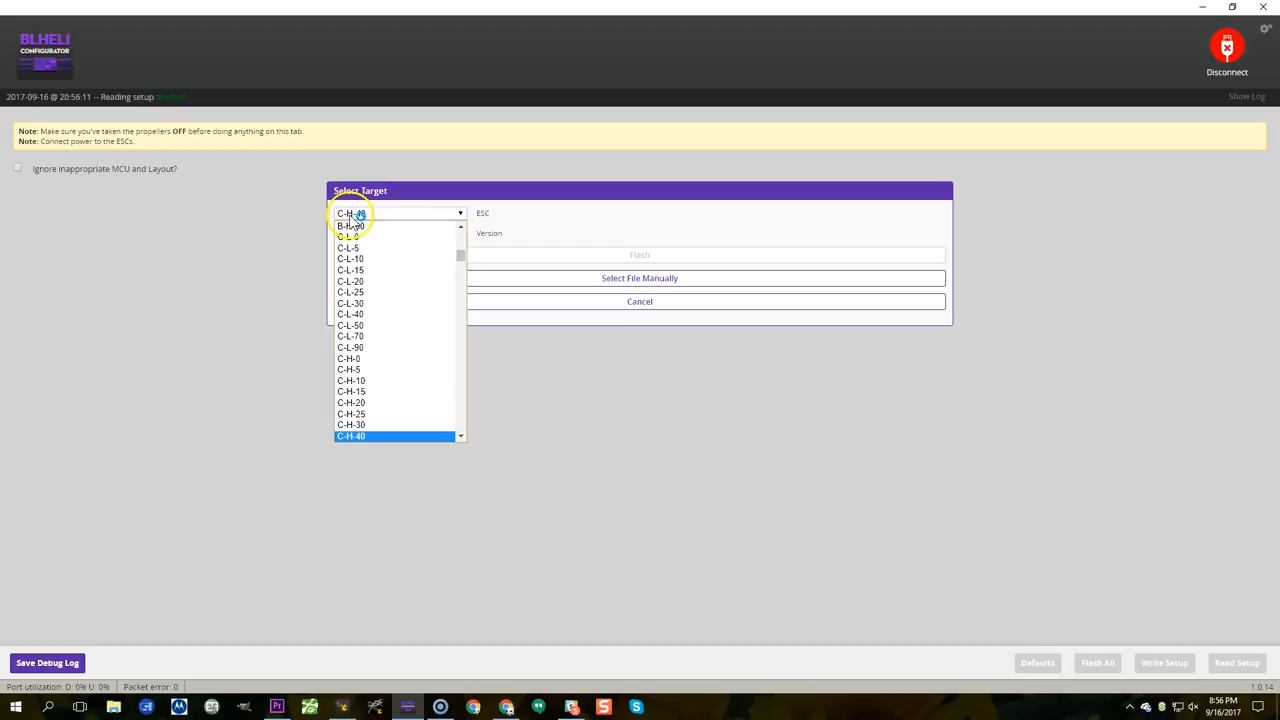 BLHELI
CONFIGURATOR
Disconnect
2017-09-16 @ 20:56:11 -- Reading setup finished
Show Log
Note: Make sure you've taken the propellers OFF before doing anything on this tab.
Note: Connect power to the ESCs.
Ignore inappropriate MCU and Layout?
Select Target
C-H-40
ESC
B-H-90
C-L-0
Version
C-L-5
Flash
C-L-10
C-L-15
Select File Manually
C-L-20
C-L-25
C-L-30
Cancel
C-L-40
C-L-50
C-L-70
C-L-90
C-H-0
C-H-5
C-H-10
C-H-15
C-H-20
C-H-25
C-H-30
C-H-40
Save Debug Log
Defaults
Flash All
Write Setup
Read Setup
Port utilization: D: 0% U: 0%
Packet error: 0
1.0.14
8:56 PM
9/16/2017